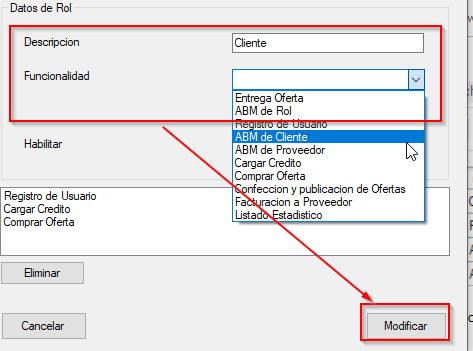 Datos de Rol
Descripcion
Cliente
Funcionalidad
Entrega Oferta
ABM de Rol
Registro de Usuario
ABM de Cliente
ABM de Proveedor
Cargar Credito
Comprar Oferta
Confeccion y publicacion de Ofertas
Facturacion a Proveedor
Listado Estadistico
Habilitar
Registro de Usuario
Cargar Credito
Comprar Oferta
Eliminar
Cancelar
Modificar